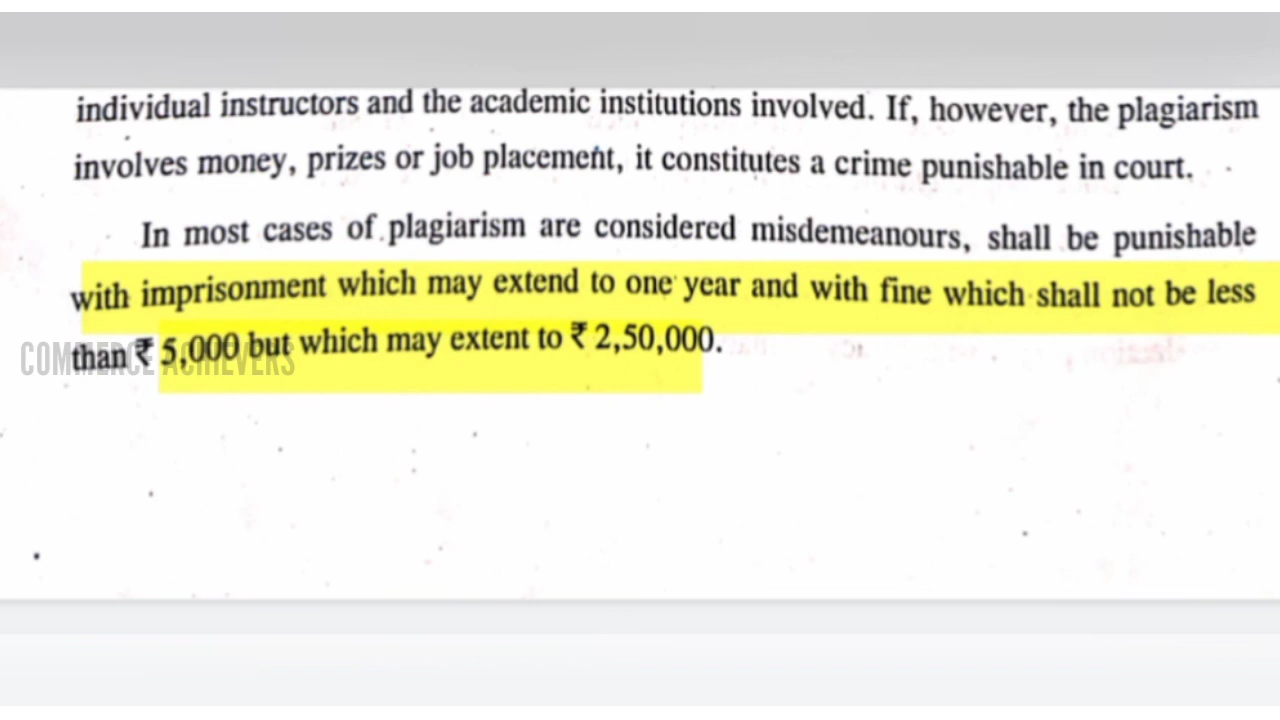 individual instructors and the academic institutions involved. If, however, the plagiarism
involves money, prizes or job placement, it constitutes a crime punishable in court.
In most cases of plagiarism are considered misdemeanours, shall be punishable
with imprisonment which may extend to one year and with fine which shall not be less
than ₹ 5,000 but which may extent to ₹ 2,50,000.
COMMERCE ACHIEVERS